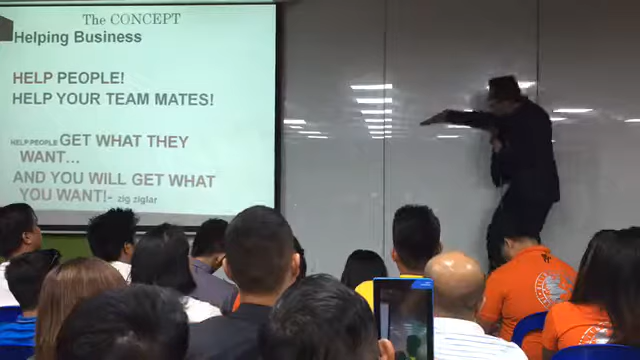 The CONCEPT
Helping Business
HELP PEOPLE!
HELP YOUR TEAM MATES!
HELP PEOPLE GET WHAT THEY
WANT...
AND YOU WILL GET WHAT
YOU WANT!- zig ziglar